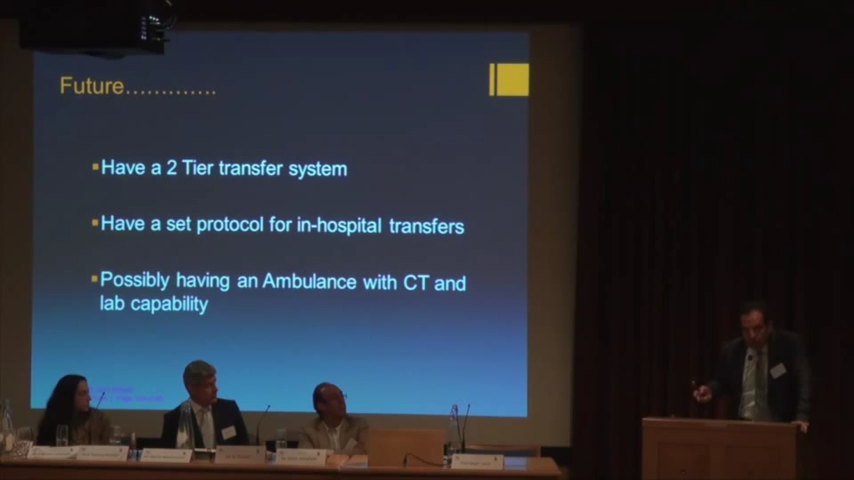 Future.............
Have a 2 Tier transfer system
Have a set protocol for in-hospital transfers
Possibly having an Ambulance with CT and
lab capability